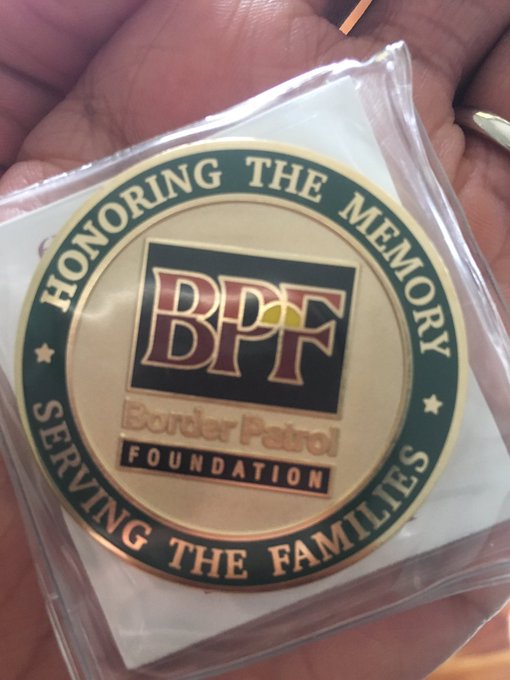 HONORING THE MEMORY
BPF
Border Patrol
FOUNDATION
SERVING THE FAMILIES